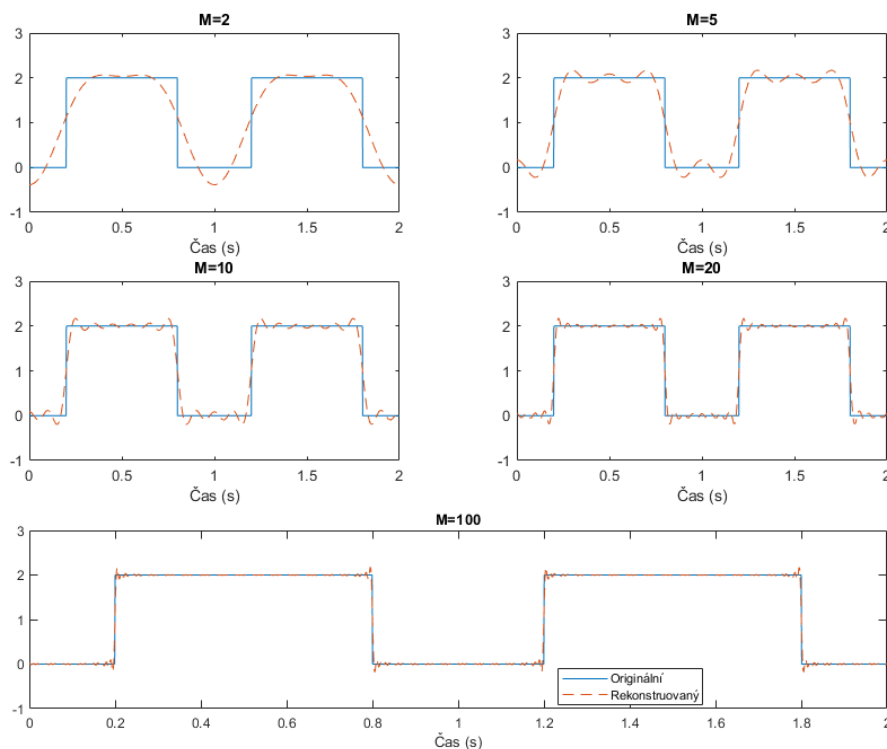 M=2
3
2
1
0
-1
0 0.5 1 1.5 2
Čas (s)
M=5
3
2
1
0
-1
0 0.5 1 1.5 2
Čas (s)
M=10
3
2
1
0
-1
0 0.5 1 1.5 2
Čas (s)
M=20
3
2
1
0
-1
0 0.5 1 1.5 2
Čas (s)
M=100
3
2
1
0
-1
Originální
Rekonstruovaný
0 0.2 0.4 0.6 0.8 1 1.2 1.4 1.6 1.8 2
Čas (s)